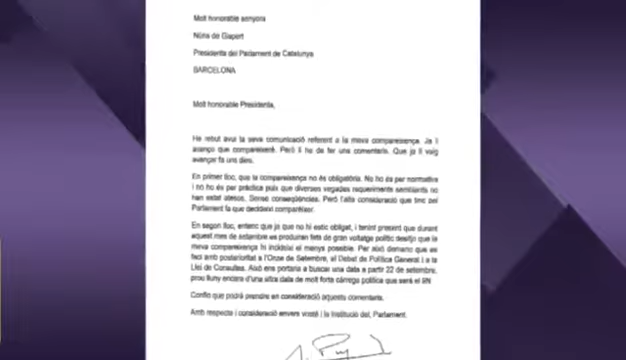 Molt honorable senyora
Núria de Gispert
Presidenta del Parlament de Catalunya
BARCELONA
Molt honorable Presidenta,
He rebut avui la seva comunicació referent a la meva compareixença. Ja li
avanço que compareixeré. Però li he de fer uns comentaris. Que ja li vaig
avançar fa uns dies.
En primer lloc, que la compareixença no és obligatòria. No ho és per normativa
i no ho és per pràctica puix que diverses vegades requeriments semblants no
han estat atesos. Sense conseqüències. Però l'alta consideració que tinc pel
Parlament fa que decideixi comparèixer.
En segon lloc, entenc que ja que no hi estic obligat, i tenint present que durant
aquest mes de setembre es produiran fets de gran voltatge polític desitjo que la
meva compareixença hi incideixi el menys possible. Per això demano que es
faci amb posterioritat a l'Onze de Setembre, el Debat de Política General i a la
Llei de Consultes. Això ens portaria a buscar una data a partir 22 de setembre,
prou lluny encara d'una altra data de molt forta càrrega política que serà el 9N
Confio que podrà prendre en consideració aquests comentaris.
Amb respecte i consideració envers vostè i la Institució del, Parlament.